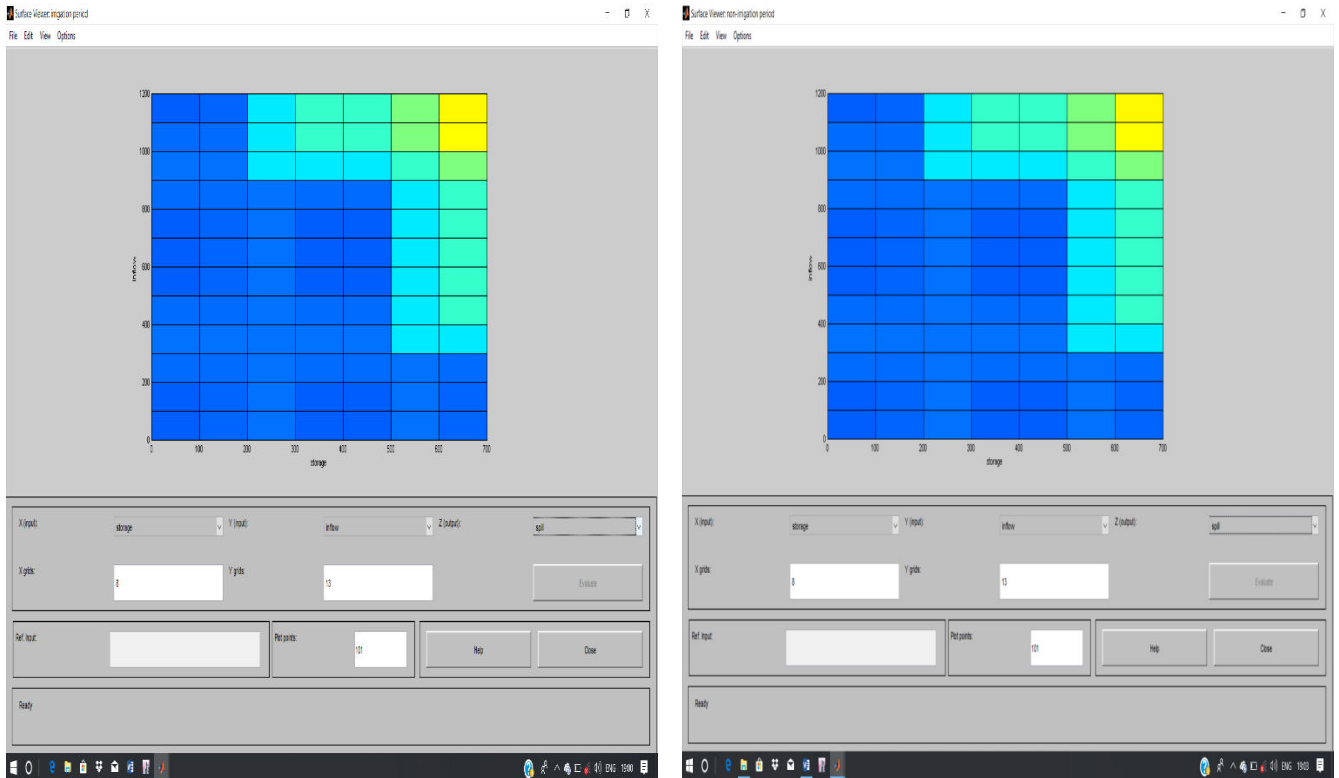 Surface Viewer: irrigation period
File Edit View Options
1200
1000
800
600
400
200
0
inflow
0 100 200 300 400 500 600 700
storage
X (input): storage Y (input): inflow Z (output): spill
X grids: 8 Y grids: 13 Evaluate
Ref. Input: Plot points: 101 Help Close
Ready
ENG 19:00
Surface Viewer: non-irrigation period
File Edit View Options
1200
1000
800
600
400
200
0
inflow
0 100 200 300 400 500 600 700
storage
X (input): storage Y (input): inflow Z (output): spill
X grids: 8 Y grids: 13 Evaluate
Ref. Input: Plot points: 101 Help Close
Ready
ENG 19:03